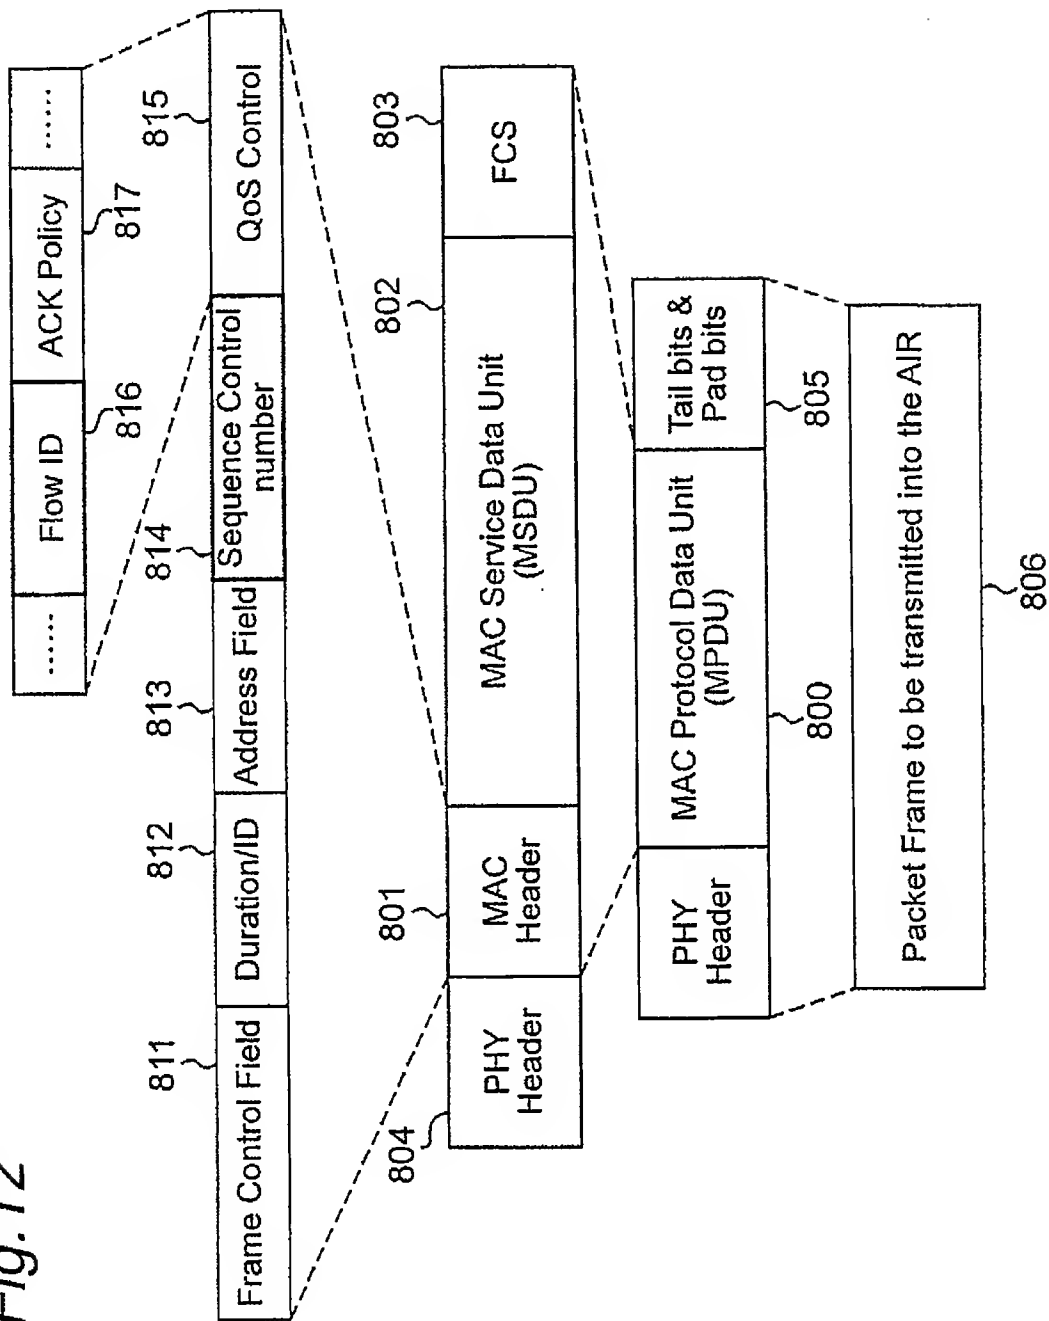 Fig.12
......
Flow ID
ACK Policy
......
816
817
811
812
813
814
815
Frame Control Field
Duration/ID
Address Field
Sequence Control
number
QoS Control
804
801
802
803
PHY
Header
MAC
Header
MAC Service Data Unit
(MSDU)
FCS
PHY
Header
MAC Protocol Data Unit
(MPDU)
Tail bits &
Pad bits
800
805
Packet Frame to be transmitted into the AIR
806